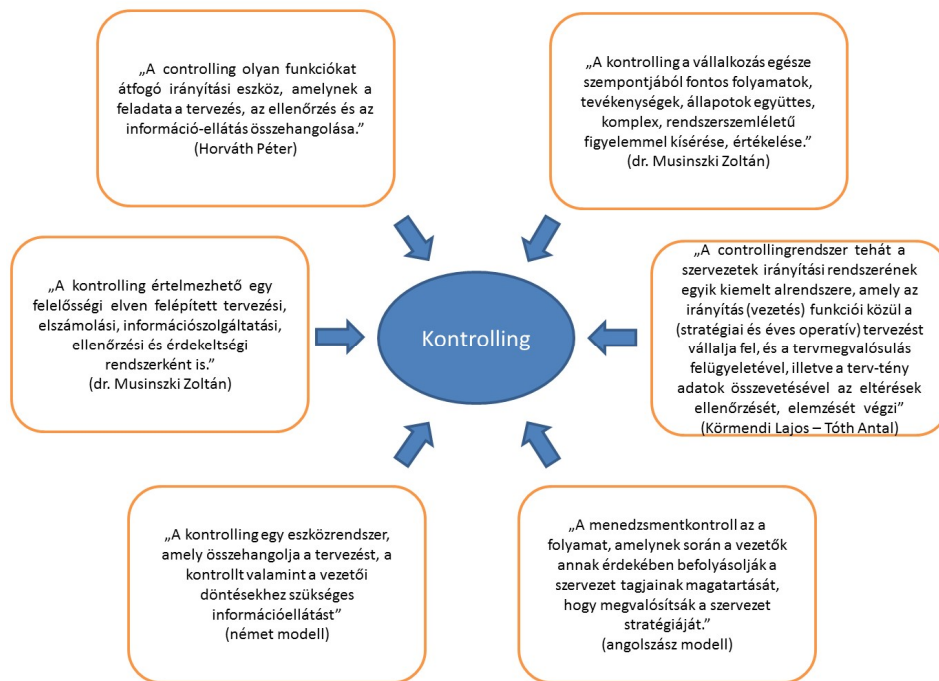 „A controlling olyan funkciókat
átfogó irányítási eszköz, amelynek a
feladata a tervezés, az ellenőrzés és az
információ-ellátás összehangolása.”
(Horváth Péter)
„A kontrolling a vállalkozás egésze
szempontjából fontos folyamatok,
tevékenységek, állapotok együttes,
komplex, rendszerszemléletű
figyelemmel kísérése, értékelése.”
(dr. Musinszki Zoltán)
„A kontrolling értelmezhető egy
felelősségi elven felépített tervezési,
elszámolási, információszolgáltatási,
ellenőrzési és érdekeltségi
rendszerként is.”
(dr. Musinszki Zoltán)
Kontrolling
„A controllingrendszer tehát a
szervezetek irányítási rendszerének
egyik kiemelt alrendszere, amely az
irányítás (vezetés) funkciói közül a
(stratégiai és éves operatív) tervezést
vállalja fel, és a tervmegvalósulás
felügyeletével, illetve a terv-tény
adatok összevetésével az eltérések
ellenőrzését, elemzését végzi”
(Körmendi Lajos – Tóth Antal)
„A kontrolling egy eszközrendszer,
amely összehangolja a tervezést, a
kontrollt valamint a vezetői
döntésekhez szükséges
információellátást”
(német modell)
„A menedzsmentkontroll az a
folyamat, amelynek során a vezetők
annak érdekében befolyásolják a
szervezet tagjainak magatartását,
hogy megvalósítsák a szervezet
stratégiáját.”
(angolszász modell)